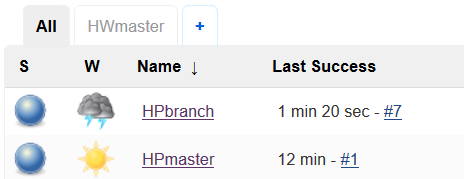 All HWmaster +
S W Name ↓ Last Success
HPbranch 1 min 20 sec - #7
HPmaster 12 min - #1